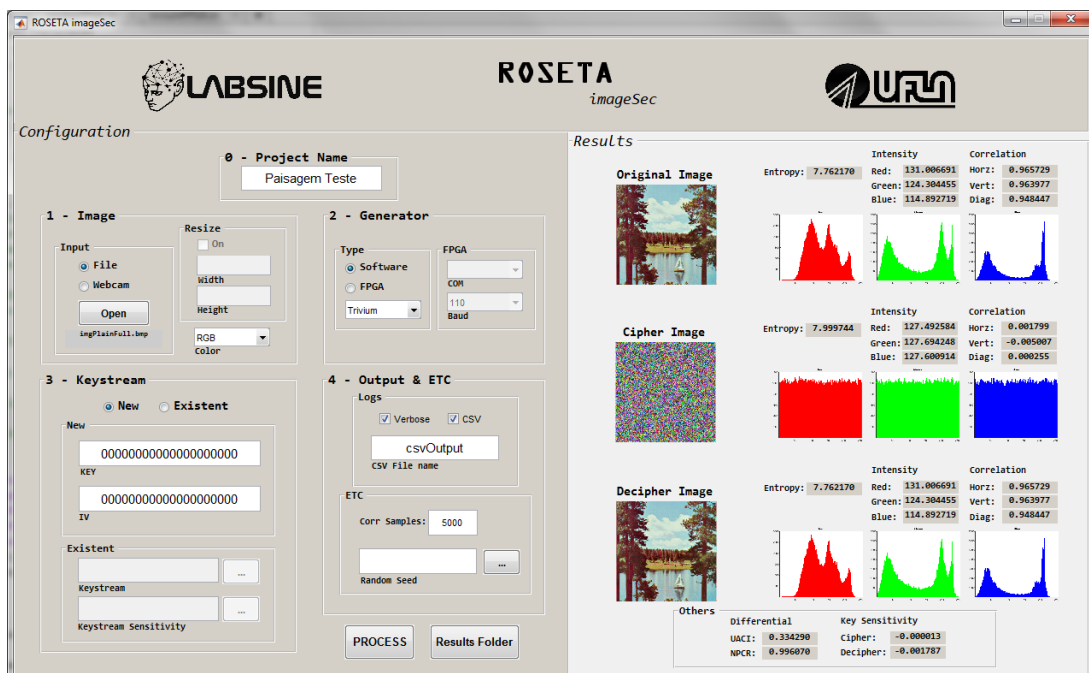 ROSETA imageSec
LABSINE
ROSETA
imageSec
UFLA
Configuration
0 - Project Name
Paisagem Teste
1 - Image
Input
File
Webcam
Open
imgPlainFull.bmp
Resize
On
Width
Height
RGB
Color
2 - Generator
Type
Software
FPGA
Trivium
FPGA
COM
110
Baud
3 - Keystream
New
Existent
New
00000000000000000000
KEY
00000000000000000000
IV
Existent
...
Keystream
...
Keystream Sensitivity
4 - Output & ETC
Logs
Verbose
CSV
csvOutput
CSV File name
ETC
Corr Samples: 5000
...
Random Seed
PROCESS
Results Folder
Results
Original Image
Entropy: 7.762170
Intensity
Red: 131.006691
Green: 124.304455
Blue: 114.892719
Correlation
Horz: 0.965729
Vert: 0.963977
Diag: 0.948447
Cipher Image
Entropy: 7.999744
Intensity
Red: 127.492584
Green: 127.694248
Blue: 127.600914
Correlation
Horz: 0.001799
Vert: -0.005007
Diag: 0.000255
Decipher Image
Entropy: 7.762170
Intensity
Red: 131.006691
Green: 124.304455
Blue: 114.892719
Correlation
Horz: 0.965729
Vert: 0.963977
Diag: 0.948447
Others
Differential
UACI: 0.334290
NPCR: 0.996070
Key Sensitivity
Cipher: -0.000013
Decipher: -0.001787